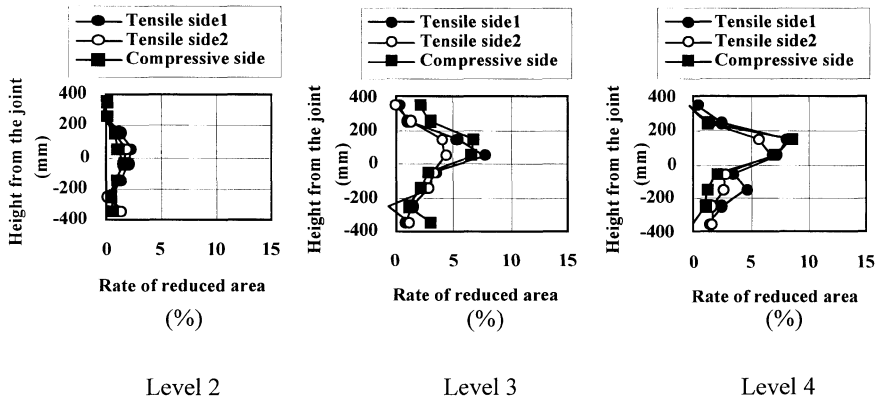 Tensile side1
Tensile side2
Compressive side
Height from the joint
(mm)
400
200
0
-200
-400
0 5 10 15
Rate of reduced area
(%)
Level 2
Tensile side1
Tensile side2
Compressive side
Height from the joint
(mm)
400
200
0
-200
-400
0 5 10 15
Rate of reduced area
(%)
Level 3
Tensile side1
Tensile side2
Compressive side
Height from the joint
(mm)
400
200
0
-200
-400
0 5 10 15
Rate of reduced area
(%)
Level 4